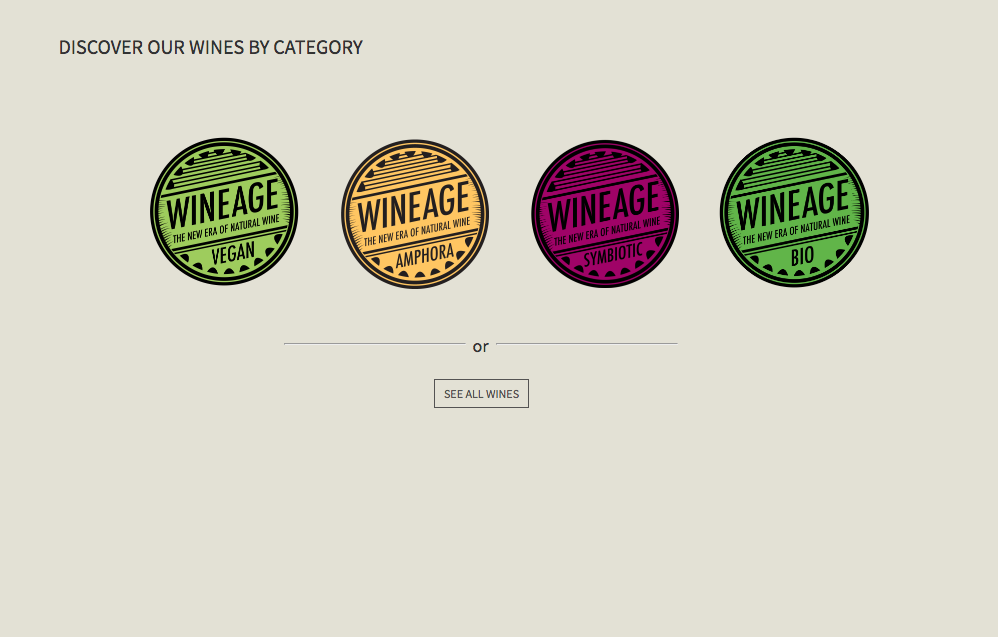 DISCOVER OUR WINES BY CATEGORY
WINEAGE
THE NEW ERA OF NATURAL WINE
VEGAN
WINEAGE
THE NEW ERA OF NATURAL WINE
AMPHORA
WINEAGE
THE NEW ERA OF NATURAL WINE
SYMBIOTIC
WINEAGE
THE NEW ERA OF NATURAL WINE
BIO
or
SEE ALL WINES